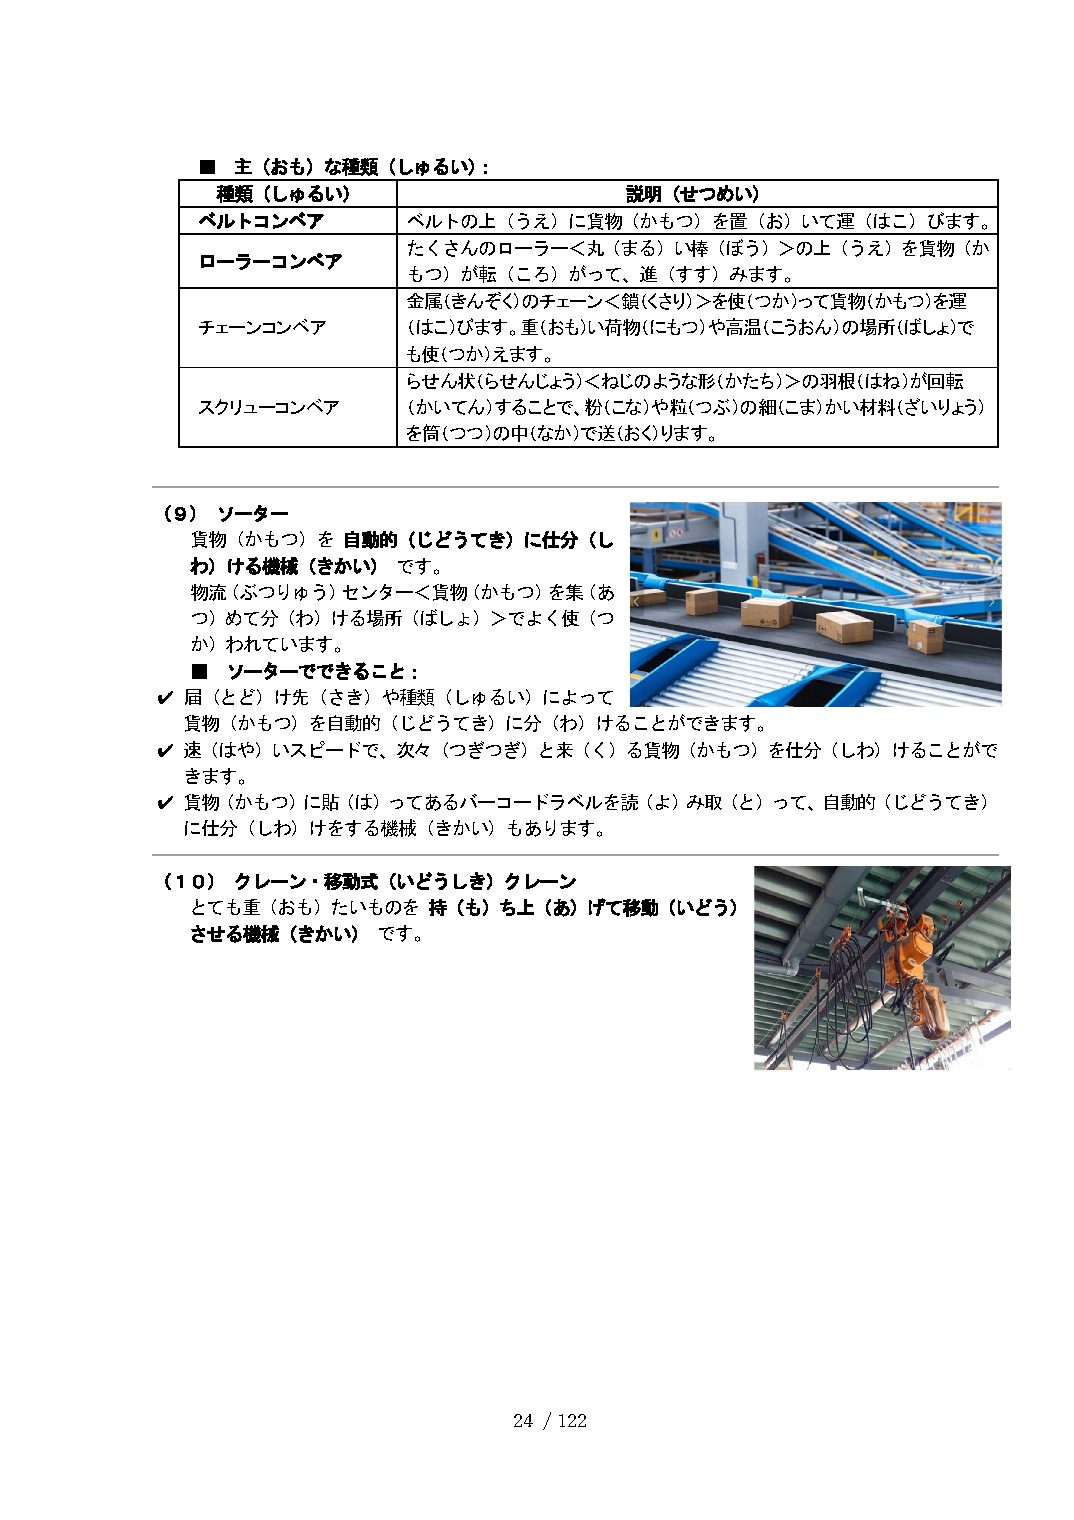 ■　主（おも）な種類（しゅるい）：
種類（しゅるい）　説明（せつめい）
ベルトコンベア　ベルトの上（うえ）に貨物（かもつ）を置（お）いて運（はこ）びます。
ローラーコンベア　たくさんのローラー＜丸（まる）い棒（ぼう）＞の上（うえ）を貨物（か
もつ）が転（ころ）がって、進（すす）みます。
金属(きんぞく)のチェーン＜鎖(くさり)＞を使(つか)って貨物(かもつ)を運
チェーンコンベア　(はこ)びます。重(おも)い荷物(にもつ)や高温(こうおん)の場所(ばしょ)で
も使(つか)えます。
らせん状(らせんじょう)＜ねじのような形(かたち)＞の羽根(はね)が回転
スクリューコンベア　(かいてん)することで、粉(こな)や粒(つぶ)の細(こま)かい材料(ざいりょう)
を筒(つつ)の中(なか)で送(おく)ります。
（９）　ソーター
貨物（かもつ）を 自動的（じどうてき）に仕分（し
わ）ける機械（きかい） です。
物流（ぶつりゅう）センター＜貨物（かもつ）を集（あ
つ）めて分（わ）ける場所（ばしょ）＞でよく使（つ
か）われています。
■　ソーターでできること：
✔ 届（とど）け先（さき）や種類（しゅるい）によって
貨物（かもつ）を自動的（じどうてき）に分（わ）けることができます。
✔ 速（はや）いスピードで、次々（つぎつぎ）と来（く）る貨物（かもつ）を仕分（しわ）けることがで
きます。
✔ 貨物（かもつ）に貼（は）ってあるバーコードラベルを読（よ）み取（と）って、自動的（じどうてき）
に仕分（しわ）けをする機械（きかい）もあります。
（１０）　クレーン・移動式（いどうしき）クレーン
とても重（おも）たいものを 持（も）ち上（あ）げて移動（いどう）
させる機械（きかい） です。
24 / 122